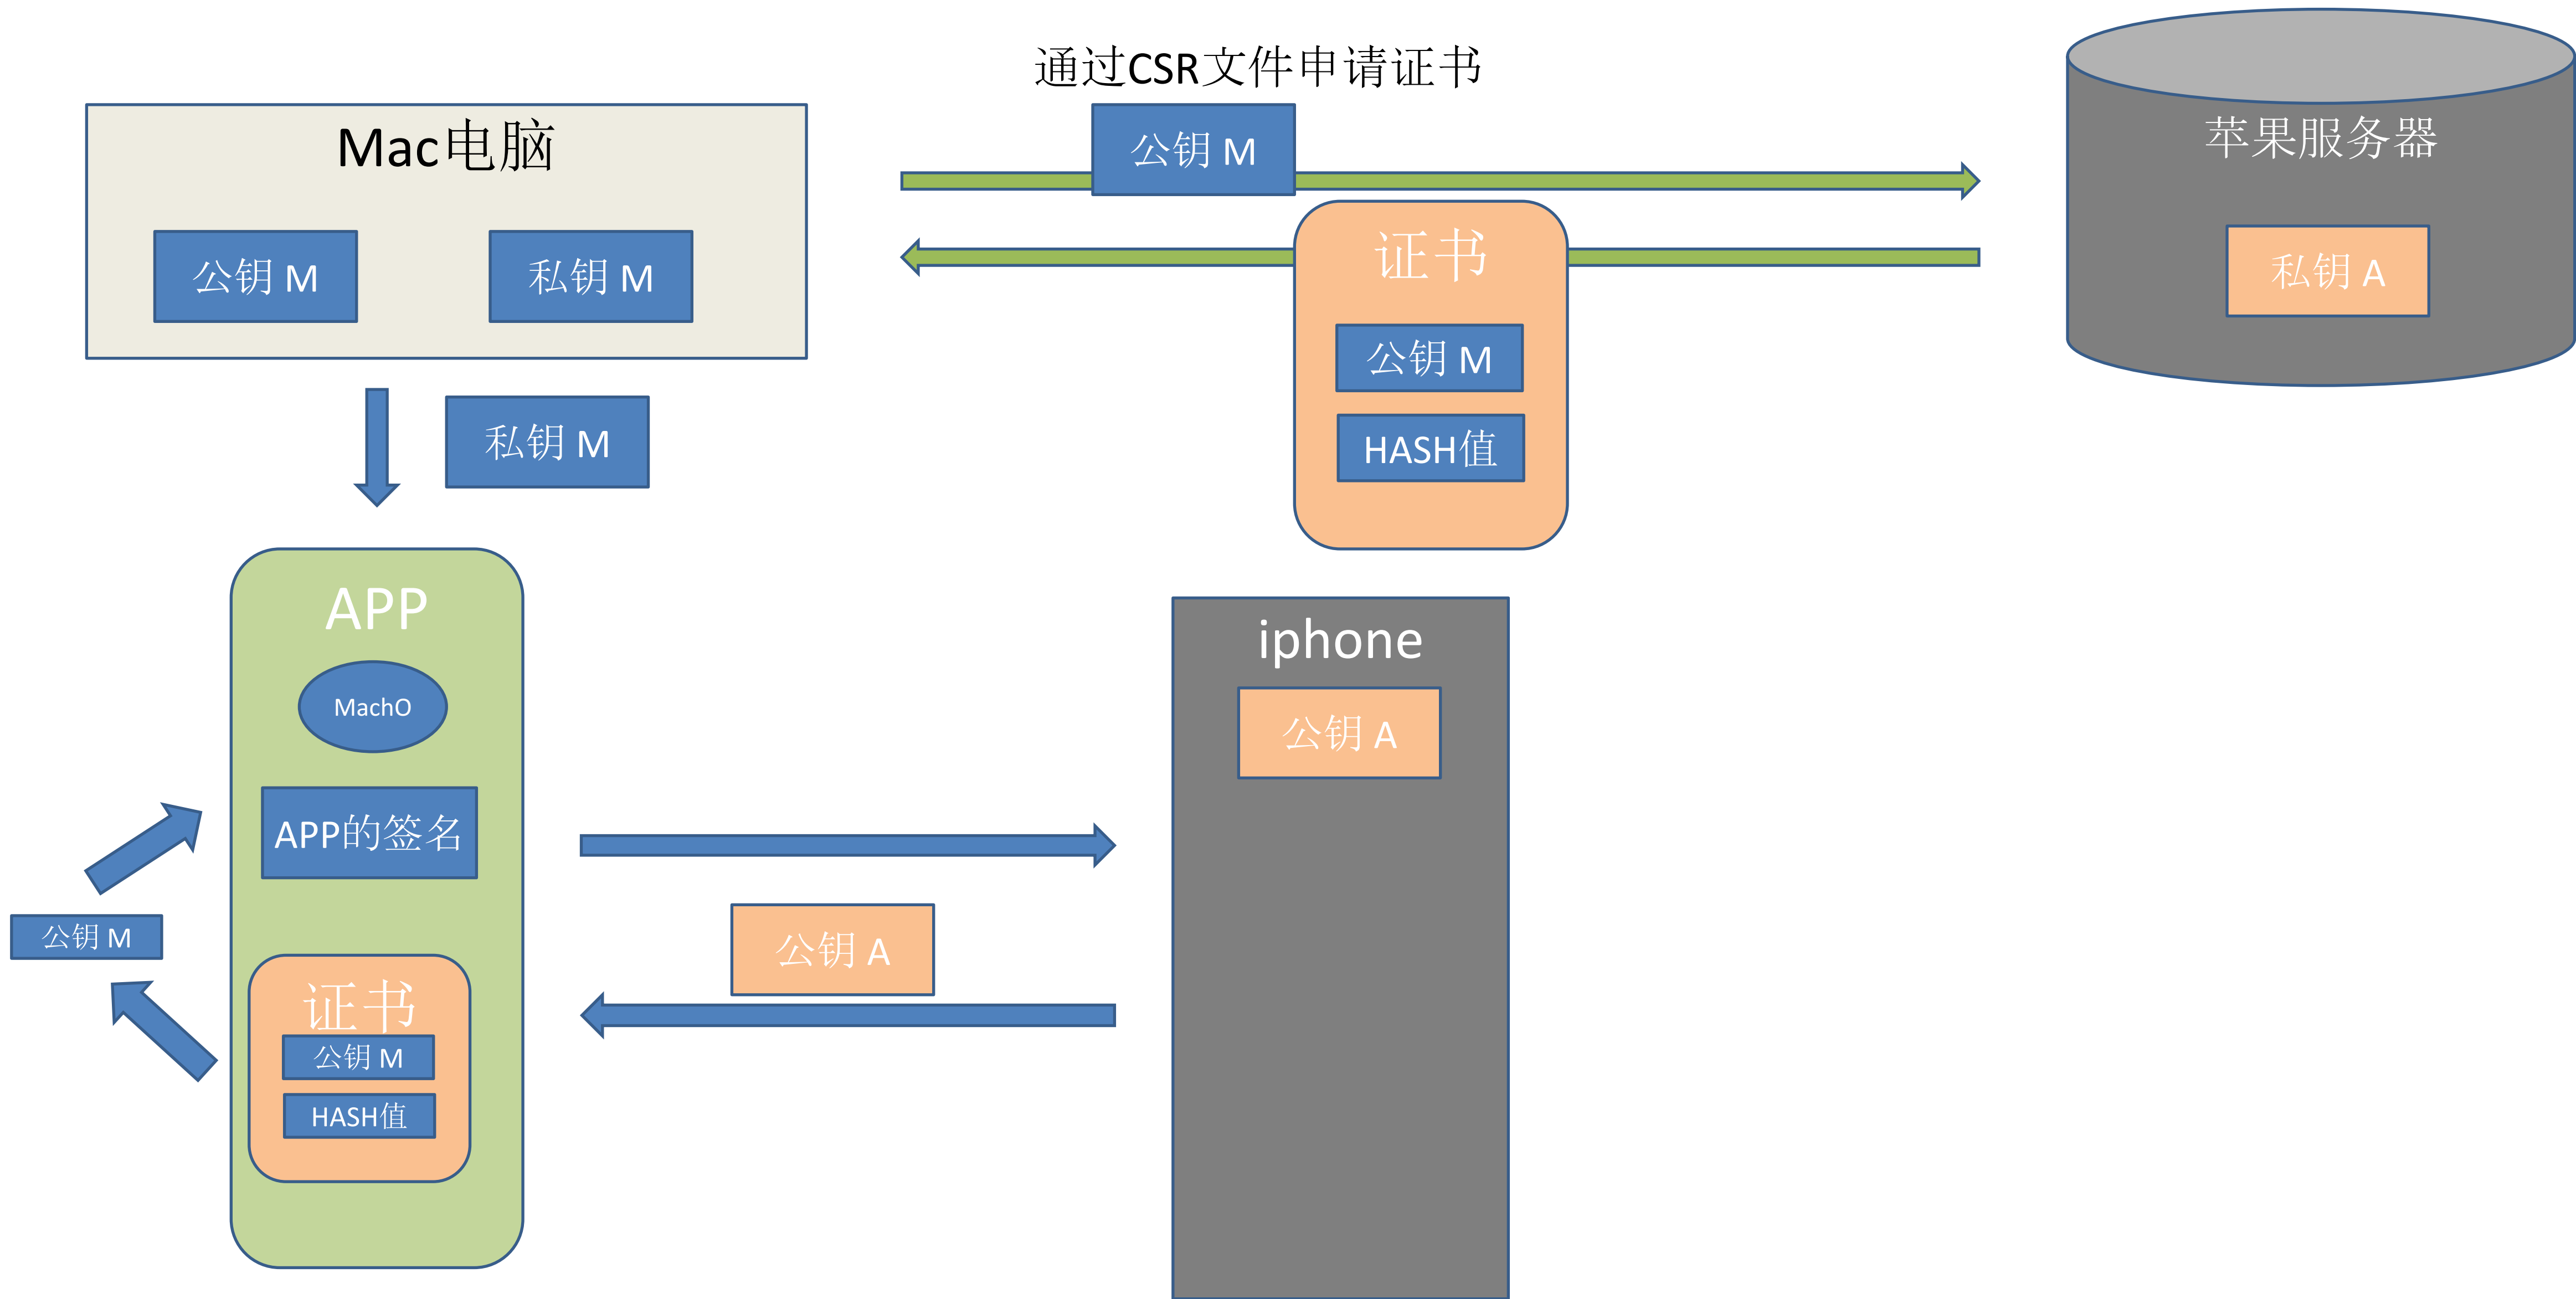 通过CSR文件申请证书
Mac电脑
公钥 M
私钥 M
公钥 M
苹果服务器
私钥 A
证书
公钥 M
HASH值
私钥 M
APP
MachO
APP的签名
公钥 M
证书
公钥 M
HASH值
公钥 A
iphone
公钥 A